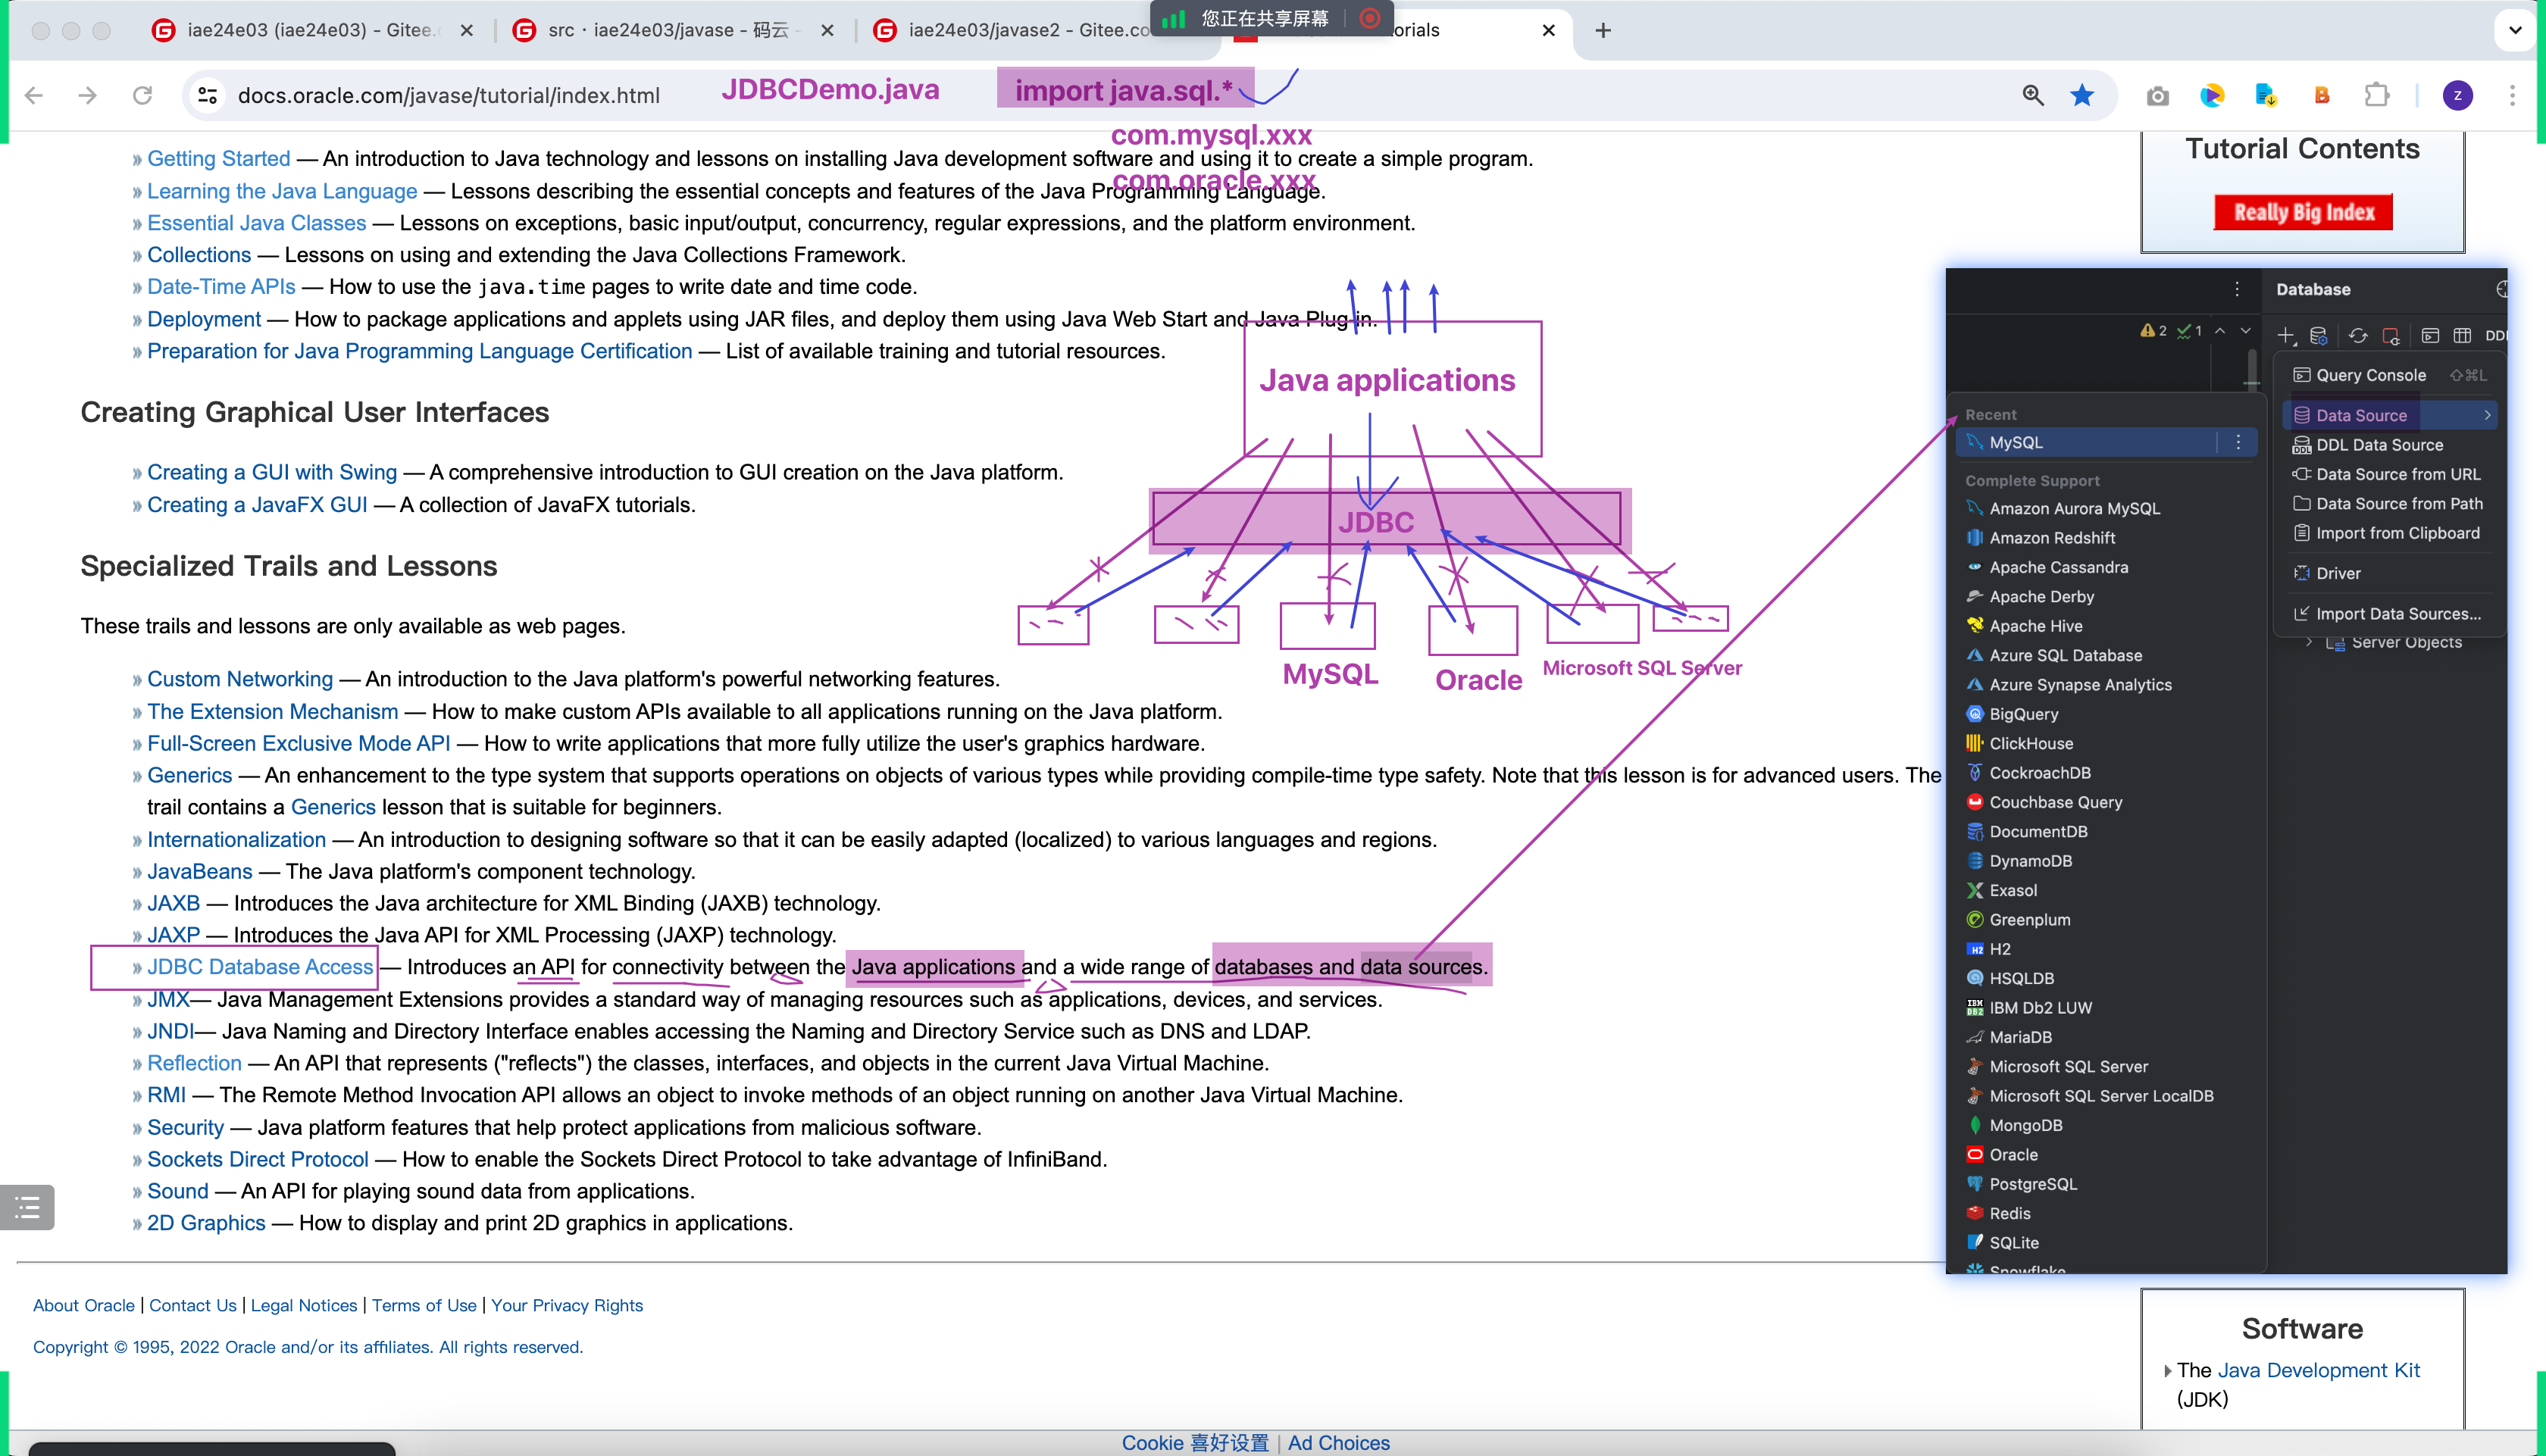 您正在共享屏幕
iae24e03 (iae24e03) - Gitee.c
src · iae24e03/javase - 码云 -
iae24e03/javase2 - Gitee.co
orials
docs.oracle.com/javase/tutorial/index.html
JDBCDemo.java
import java.sql.*
com.mysql.xxx
com.oracle.xxx
» Getting Started — An introduction to Java technology and lessons on installing Java development software and using it to create a simple program.
» Learning the Java Language — Lessons describing the essential concepts and features of the Java Programming Language.
» Essential Java Classes — Lessons on exceptions, basic input/output, concurrency, regular expressions, and the platform environment.
» Collections — Lessons on using and extending the Java Collections Framework.
» Date-Time APIs — How to use the java.time pages to write date and time code.
» Deployment — How to package applications and applets using JAR files, and deploy them using Java Web Start and Java Plug-in.
» Preparation for Java Programming Language Certification — List of available training and tutorial resources.
Creating Graphical User Interfaces
» Creating a GUI with Swing — A comprehensive introduction to GUI creation on the Java platform.
» Creating a JavaFX GUI — A collection of JavaFX tutorials.
Specialized Trails and Lessons
These trails and lessons are only available as web pages.
» Custom Networking — An introduction to the Java platform's powerful networking features.
» The Extension Mechanism — How to make custom APIs available to all applications running on the Java platform.
» Full-Screen Exclusive Mode API — How to write applications that more fully utilize the user's graphics hardware.
» Generics — An enhancement to the type system that supports operations on objects of various types while providing compile-time type safety. Note that this lesson is for advanced users. The
trail contains a Generics lesson that is suitable for beginners.
» Internationalization — An introduction to designing software so that it can be easily adapted (localized) to various languages and regions.
» JavaBeans — The Java platform's component technology.
» JAXB — Introduces the Java architecture for XML Binding (JAXB) technology.
» JAXP — Introduces the Java API for XML Processing (JAXP) technology.
» JDBC Database Access — Introduces an API for connectivity between the Java applications and a wide range of databases and data sources.
» JMX— Java Management Extensions provides a standard way of managing resources such as applications, devices, and services.
» JNDI— Java Naming and Directory Interface enables accessing the Naming and Directory Service such as DNS and LDAP.
» Reflection — An API that represents ("reflects") the classes, interfaces, and objects in the current Java Virtual Machine.
» RMI — The Remote Method Invocation API allows an object to invoke methods of an object running on another Java Virtual Machine.
» Security — Java platform features that help protect applications from malicious software.
» Sockets Direct Protocol — How to enable the Sockets Direct Protocol to take advantage of InfiniBand.
» Sound — An API for playing sound data from applications.
» 2D Graphics — How to display and print 2D graphics in applications.
Java applications
JDBC
MySQL
Oracle
Microsoft SQL Server
Tutorial Contents
Really Big Index
Database
2
1
DDL
Query Console ⇧⌘L
Data Source
DDL Data Source
Data Source from URL
Data Source from Path
Import from Clipboard
Driver
Import Data Sources...
Server Objects
Recent
MySQL
Complete Support
Amazon Aurora MySQL
Amazon Redshift
Apache Cassandra
Apache Derby
Apache Hive
Azure SQL Database
Azure Synapse Analytics
BigQuery
ClickHouse
CockroachDB
Couchbase Query
DocumentDB
DynamoDB
Exasol
Greenplum
H2
HSQLDB
IBM Db2 LUW
MariaDB
Microsoft SQL Server
Microsoft SQL Server LocalDB
MongoDB
Oracle
PostgreSQL
Redis
SQLite
Snowflake
About Oracle | Contact Us | Legal Notices | Terms of Use | Your Privacy Rights
Copyright © 1995, 2022 Oracle and/or its affiliates. All rights reserved.
Software
The Java Development Kit
(JDK)
Cookie 喜好设置 | Ad Choices